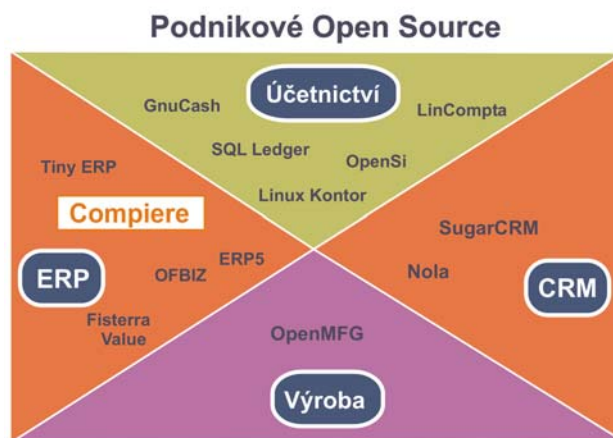 Podnikové Open Source
Účetnictví
GnuCash
LinCompta
SQL Ledger
OpenSi
Linux Kontor
Tiny ERP
Compiere
ERP5
OFBIZ
ERP
Fisterra
Value
SugarCRM
Nola
CRM
OpenMFG
Výroba